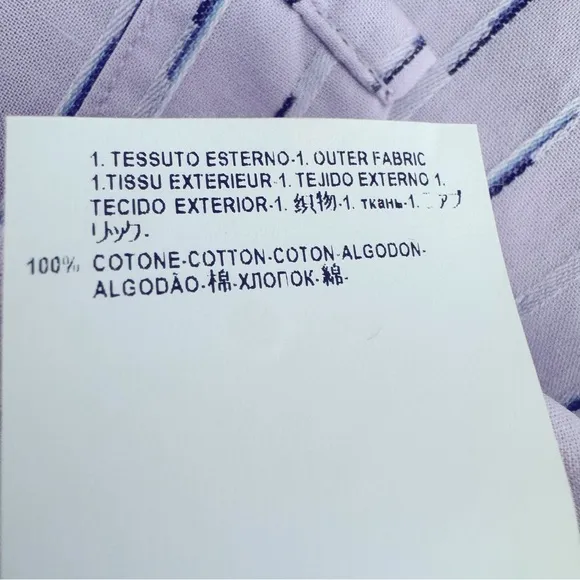 1. TESSUTO ESTERNO-1. OUTER FABRIC
1.TISSU EXTERIEUR-1. TEJIDO EXTERNO 1.
TECIDO EXTERIOR-1. 织物-1. ткань-1. ファブ
リック.
100% COTONE-COTTON-COTON-ALGODON-
ALGODÃO-棉-ХЛОПОК-綿-